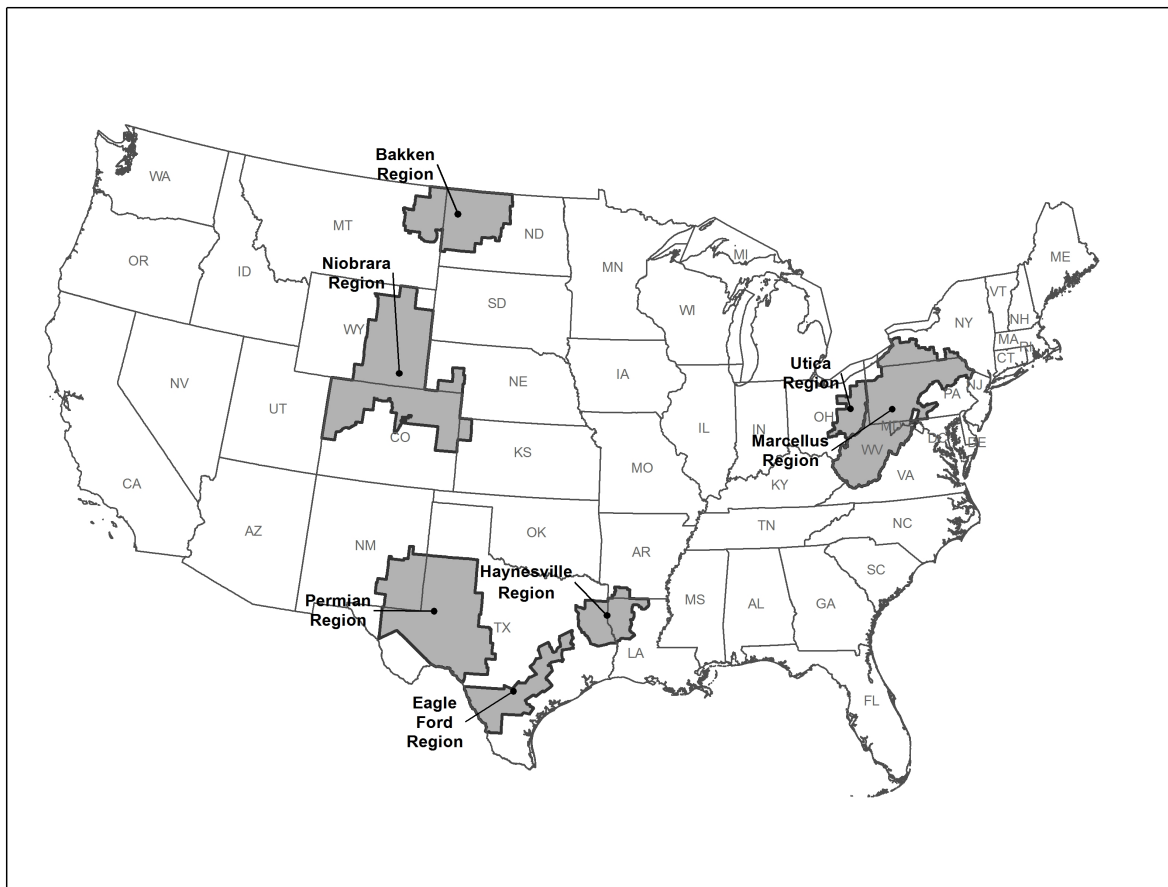 Bakken
Region
WA
MT
ND
ME
OR
ID
MN
MI
VT
NH
Niobrara
Region
SD
WI
NY
WY
MA
RI
CT
Utica
Region
NV
NE
IA
PA
NJ
UT
OH
CO
IL
IN
MD
DC
DE
Marcellus
Region
WV
KS
MO
KY
VA
CA
AZ
NM
OK
TN
NC
AR
SC
Haynesville
Region
Permian
Region
MS
AL
GA
TX
LA
Eagle
Ford
Region
FL